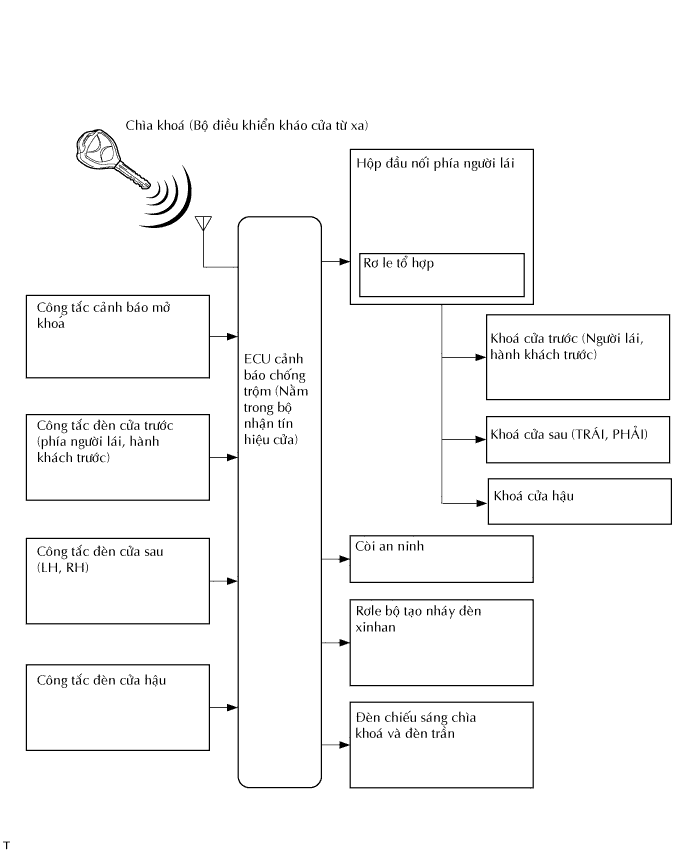 Chìa khoá (Bộ diều khiển kháo cửa từ xa)
Hộp dầu nối phía người lái
Rơ le tổ hợp
Công tắc cảnh báo mở
khoá
Khoá cửa trước (Người lái,
hành khách trước)
ECU cảnh
báo chống
trộm (Nằm
trong bộ
nhận tín
hiệu cửa)
Công tắc đèn cửa trước
(phía người lái, hành
khách trước)
Khoá cửa sau (TRÁI, PHẢI)
Khoá cửa hậu
Công tắc đèn cửa sau
(LH, RH)
Còi an ninh
Rơle bộ tạo nháy đèn
xinhan
Công tắc đèn cửa hậu
Đèn chiếu sáng chìa
khoá và đèn trần
T